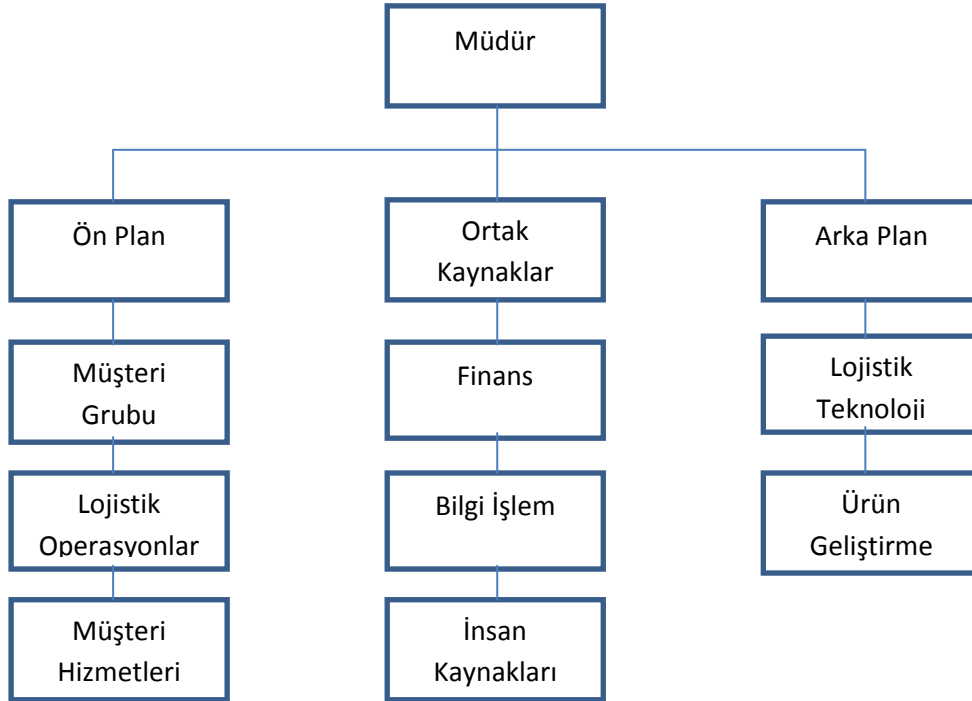 Müdür
Ön Plan
Ortak
Kaynaklar
Arka Plan
Müşteri
Grubu
Finans
Lojistik
Teknoloji
Lojistik
Operasyonlar
Bilgi İşlem
Ürün
Geliştirme
Müşteri
Hizmetleri
İnsan
Kaynakları